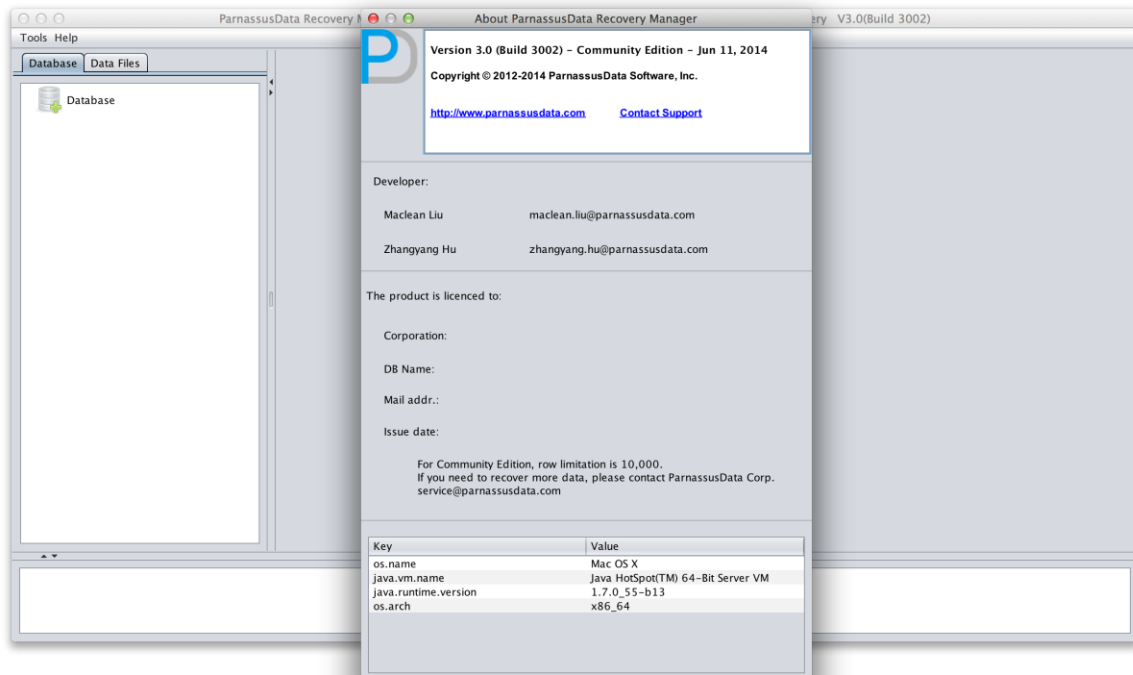 ParnassusData Recovery M
About ParnassusData Recovery Manager
ery V3.0(Build 3002)
Tools Help
Database Data Files
Database
Version 3.0 (Build 3002) – Community Edition – Jun 11, 2014
Copyright © 2012-2014 ParnassusData Software, Inc.
http://www.parnassusdata.com Contact Support
Developer:
Maclean Liu maclean.liu@parnassusdata.com
Zhangyang Hu zhangyang.hu@parnassusdata.com
The product is licenced to:
Corporation:
DB Name:
Mail addr.:
Issue date:
For Community Edition, row limitation is 10,000.
If you need to recover more data, please contact ParnassusData Corp.
service@parnassusdata.com
Key Value
os.name Mac OS X
java.vm.name Java HotSpot(TM) 64-Bit Server VM
java.runtime.version 1.7.0_55-b13
os.arch x86_64